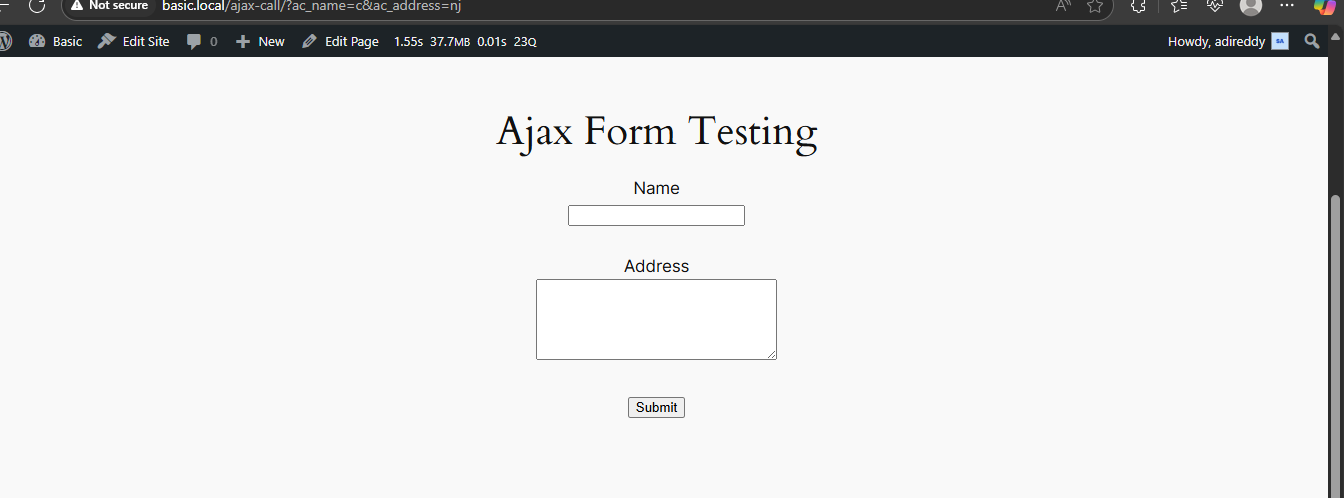 Not secure basic.local/ajax-call/?ac_name=c&ac_address=nj
Basic Edit Site 0 New Edit Page 1.55s 37.7MB 0.01s 23Q Howdy, adireddy SA
Ajax Form Testing
Name
Address
Submit